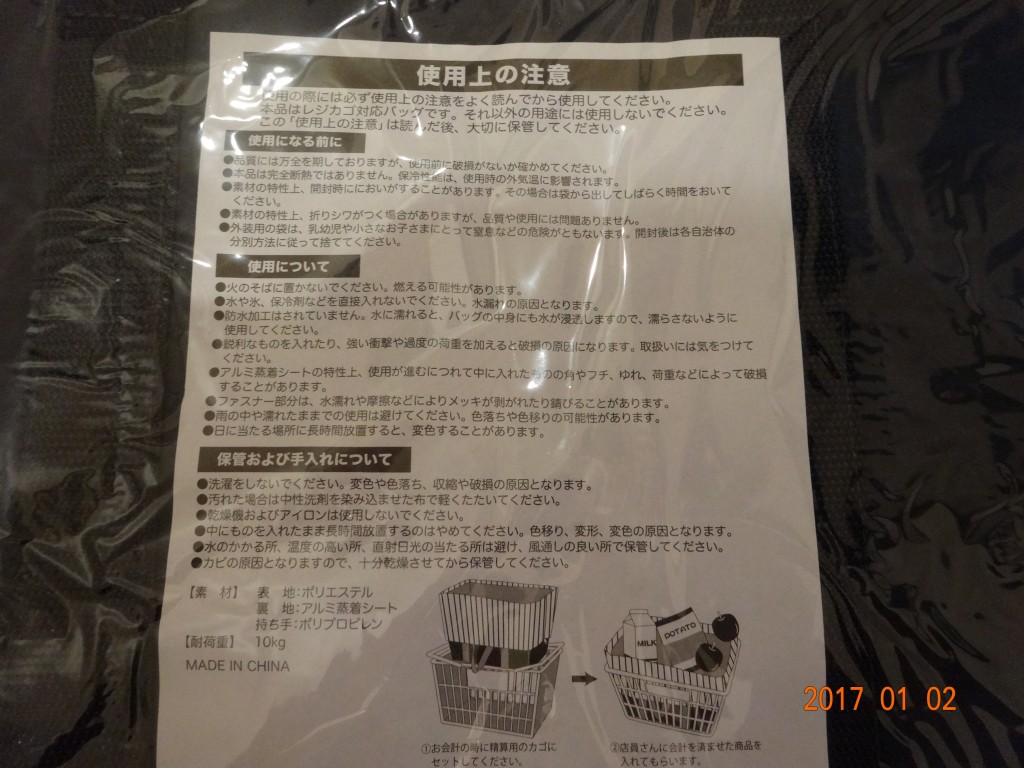 使用上の注意
使用の際には必ず使用上の注意をよく読んでから使用してください。
本品はレジカゴ対応バッグです。それ以外の用途には使用しないでください。
この「使用上の注意」は読んだ後、大切に保管してください。
使用になる前に
●品質には万全を期しておりますが、使用前に破損がないか確かめてください。
●本品は完全断熱ではありません。保冷性能は、使用時の外気温に影響されます。
●素材の特性上、開封時ににおいがすることがあります。その場合は袋から出してしばらく時間をおいて
ください。
●素材の特性上、折りシワがつく場合がありますが、品質や使用には問題ありません。
●外装用の袋は、乳幼児や小さなお子さまにとって窒息などの危険がともないます。開封後は各自治体の
分別方法に従って捨ててください。
使用について
●火のそばに置かないでください。燃える可能性があります。
●水や氷、保冷剤などを直接入れないでください。水漏れの原因となります。
●防水加工はされていません。水に濡れると、バッグの中身にも水が浸透しますので、濡らさないように
使用してください。
●鋭利なものを入れたり、強い衝撃や過度の荷重を加えると破損の原因になります。取扱いには気をつけて
ください。
●アルミ蒸着シートの特性上、使用が進むにつれて中に入れたものの角やフチ、ゆれ、荷重などによって破損
することがあります。
●ファスナー部分は、水濡れや摩擦などによりメッキが剥がれたり錆びることがあります。
●雨の中や濡れたままでの使用は避けてください。色落ちや色移りの可能性があります。
●日に当たる場所に長時間放置すると、変色することがあります。
保管および手入れについて
●洗濯をしないでください。変色や色落ち、収縮や破損の原因となります。
●汚れた場合は中性洗剤を染み込ませた布で軽くたたいてください。
●乾燥機およびアイロンは使用しないでください。
●中にものを入れたまま長時間放置するのはやめてください。色移り、変形、変色の原因となります。
●水のかかる所、温度の高い所、直射日光の当たる所は避け、風通しの良い所で保管してください。
●カビの原因となりますので、十分乾燥させてから保管してください。
【素 材】 表 地:ポリエステル
裏 地:アルミ蒸着シート
持ち手:ポリプロピレン
【耐荷重】 10kg
MADE IN CHINA
MILK
POTATO
①お会計の時に精算用のカゴに
セットしてください。
②店員さんに会計を済ませた商品を
入れてもらいます。
2017 01 02